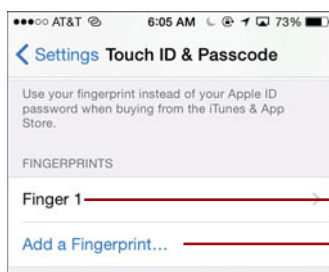 AT&T 6:05 AM 73%
Settings Touch ID & Passcode
Use your fingerprint instead of your Apple ID
password when buying from the iTunes & App
Store.
FINGERPRINTS
Finger 1
Add a Fingerprint...